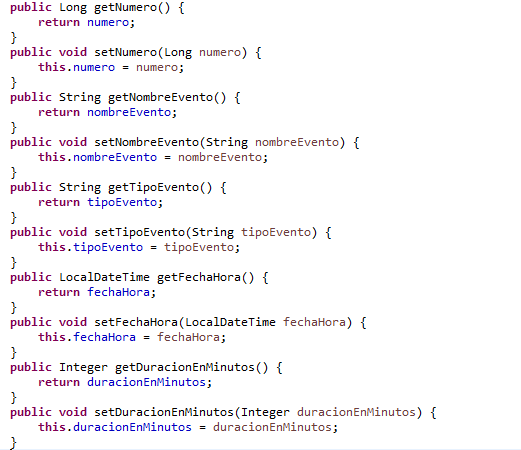 public Long getNumero() {
    return numero;
}
public void setNumero(Long numero) {
    this.numero = numero;
}
public String getNombreEvento() {
    return nombreEvento;
}
public void setNombreEvento(String nombreEvento) {
    this.nombreEvento = nombreEvento;
}
public String getTipoEvento() {
    return tipoEvento;
}
public void setTipoEvento(String tipoEvento) {
    this.tipoEvento = tipoEvento;
}
public LocalDateTime getFechaHora() {
    return fechaHora;
}
public void setFechaHora(LocalDateTime fechaHora) {
    this.fechaHora = fechaHora;
}
public Integer getDuracionEnMinutos() {
    return duracionEnMinutos;
}
public void setDuracionEnMinutos(Integer duracionEnMinutos) {
    this.duracionEnMinutos = duracionEnMinutos;
}